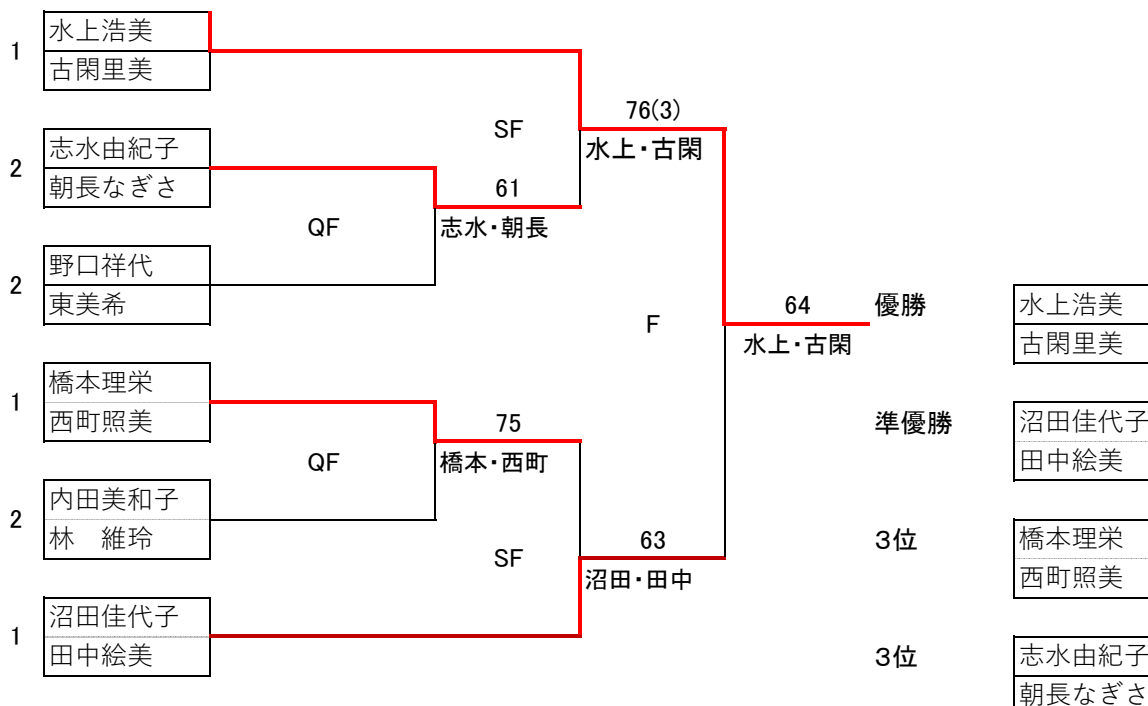 1
水上浩美
古閑里美
2
志水由紀子
朝長なぎさ
2
野口祥代
東美希
1
橋本理栄
西町照美
2
内田美和子
林　維玲
1
沼田佳代子
田中絵美
QF
61
志水・朝長
QF
75
橋本・西町
SF
76(3)
水上・古閑
SF
63
沼田・田中
F
64
水上・古閑
優勝
水上浩美
古閑里美
準優勝
沼田佳代子
田中絵美
3位
橋本理栄
西町照美
3位
志水由紀子
朝長なぎさ